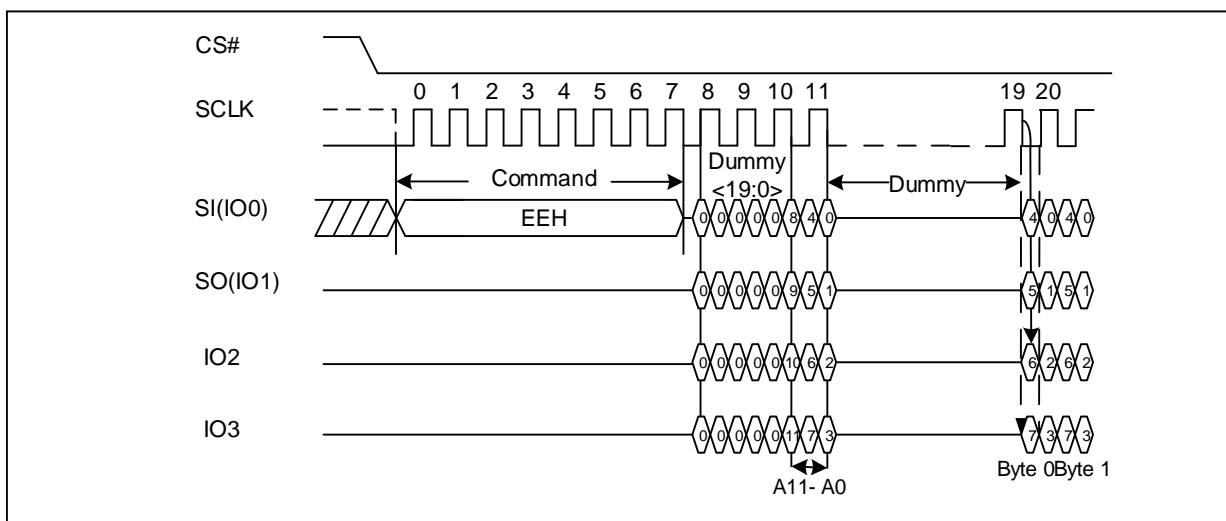 CS#
0 1 2 3 4 5 6 7 8 9 10 11 19 20
SCLK
Command
Dummy
<19:0>
Dummy
SI(IO0)
EEH
0 0 0 0 0 8 4 0 4 0 4 0
SO(IO1)
0 0 0 0 0 9 5 1 5 1 5 1
IO2
0 0 0 0 0 10 6 2 6 2 6 2
IO3
0 0 0 0 0 11 7 3 7 3 7 3
Byte 0 Byte 1
A11- A0